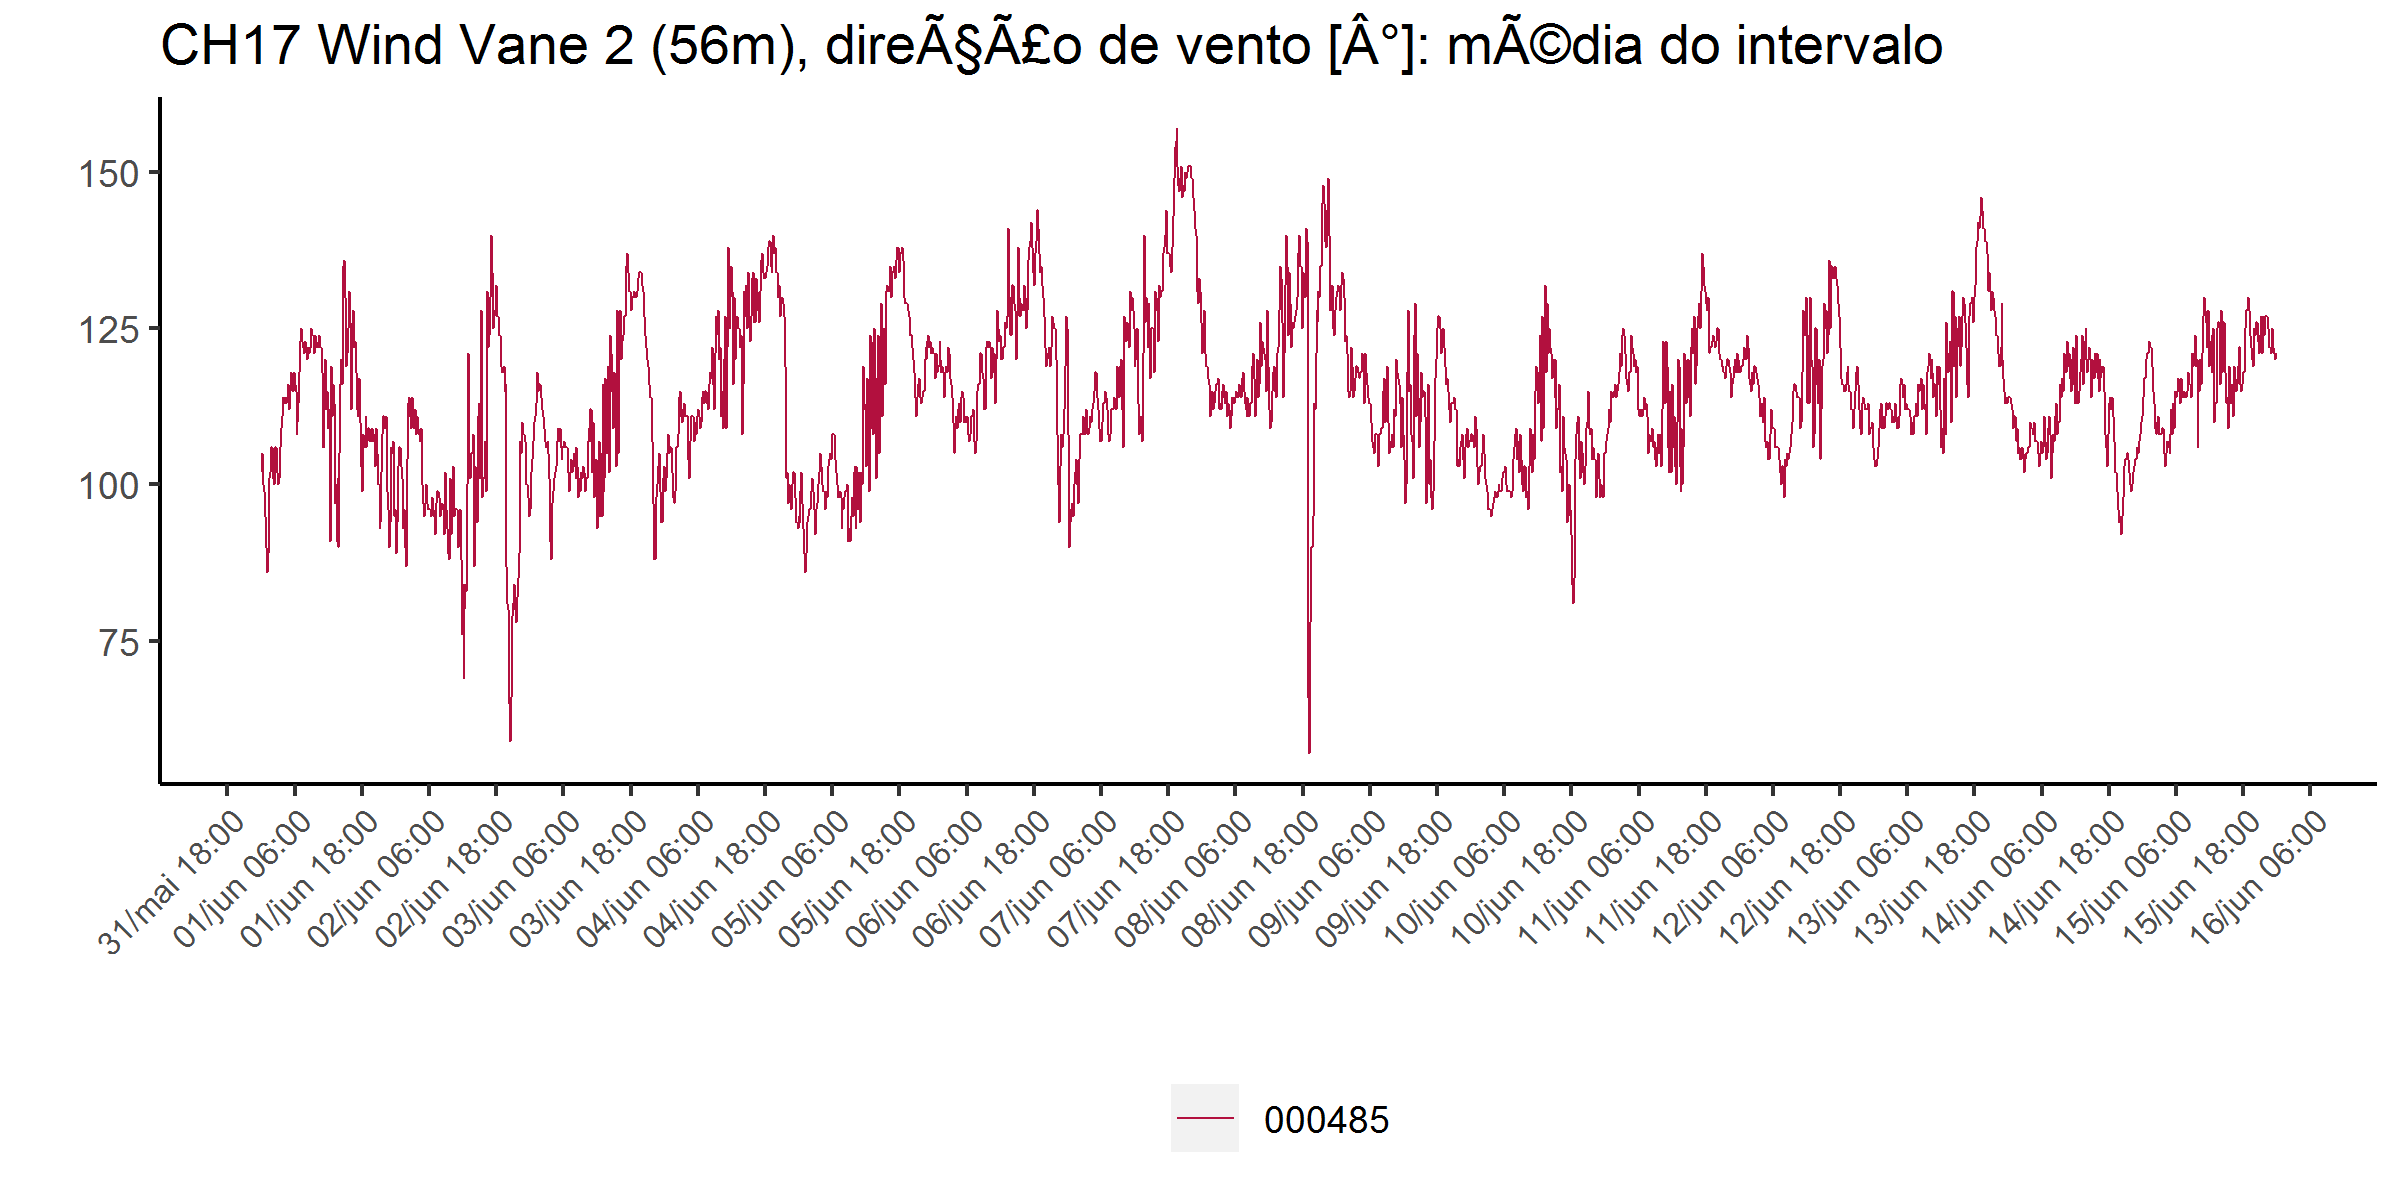 CH17 Wind Vane 2 (56m), direÃ§Ã£o de vento [Â°]: mÃ©dia do intervalo
150
125
100
75
31/mai 18:00
01/jun 06:00
01/jun 18:00
02/jun 06:00
02/jun 18:00
03/jun 06:00
03/jun 18:00
04/jun 06:00
04/jun 18:00
05/jun 06:00
05/jun 18:00
06/jun 06:00
06/jun 18:00
07/jun 06:00
07/jun 18:00
08/jun 06:00
08/jun 18:00
09/jun 06:00
09/jun 18:00
10/jun 06:00
10/jun 18:00
11/jun 06:00
11/jun 18:00
12/jun 06:00
12/jun 18:00
13/jun 06:00
13/jun 18:00
14/jun 06:00
14/jun 18:00
15/jun 06:00
15/jun 18:00
16/jun 06:00
000485